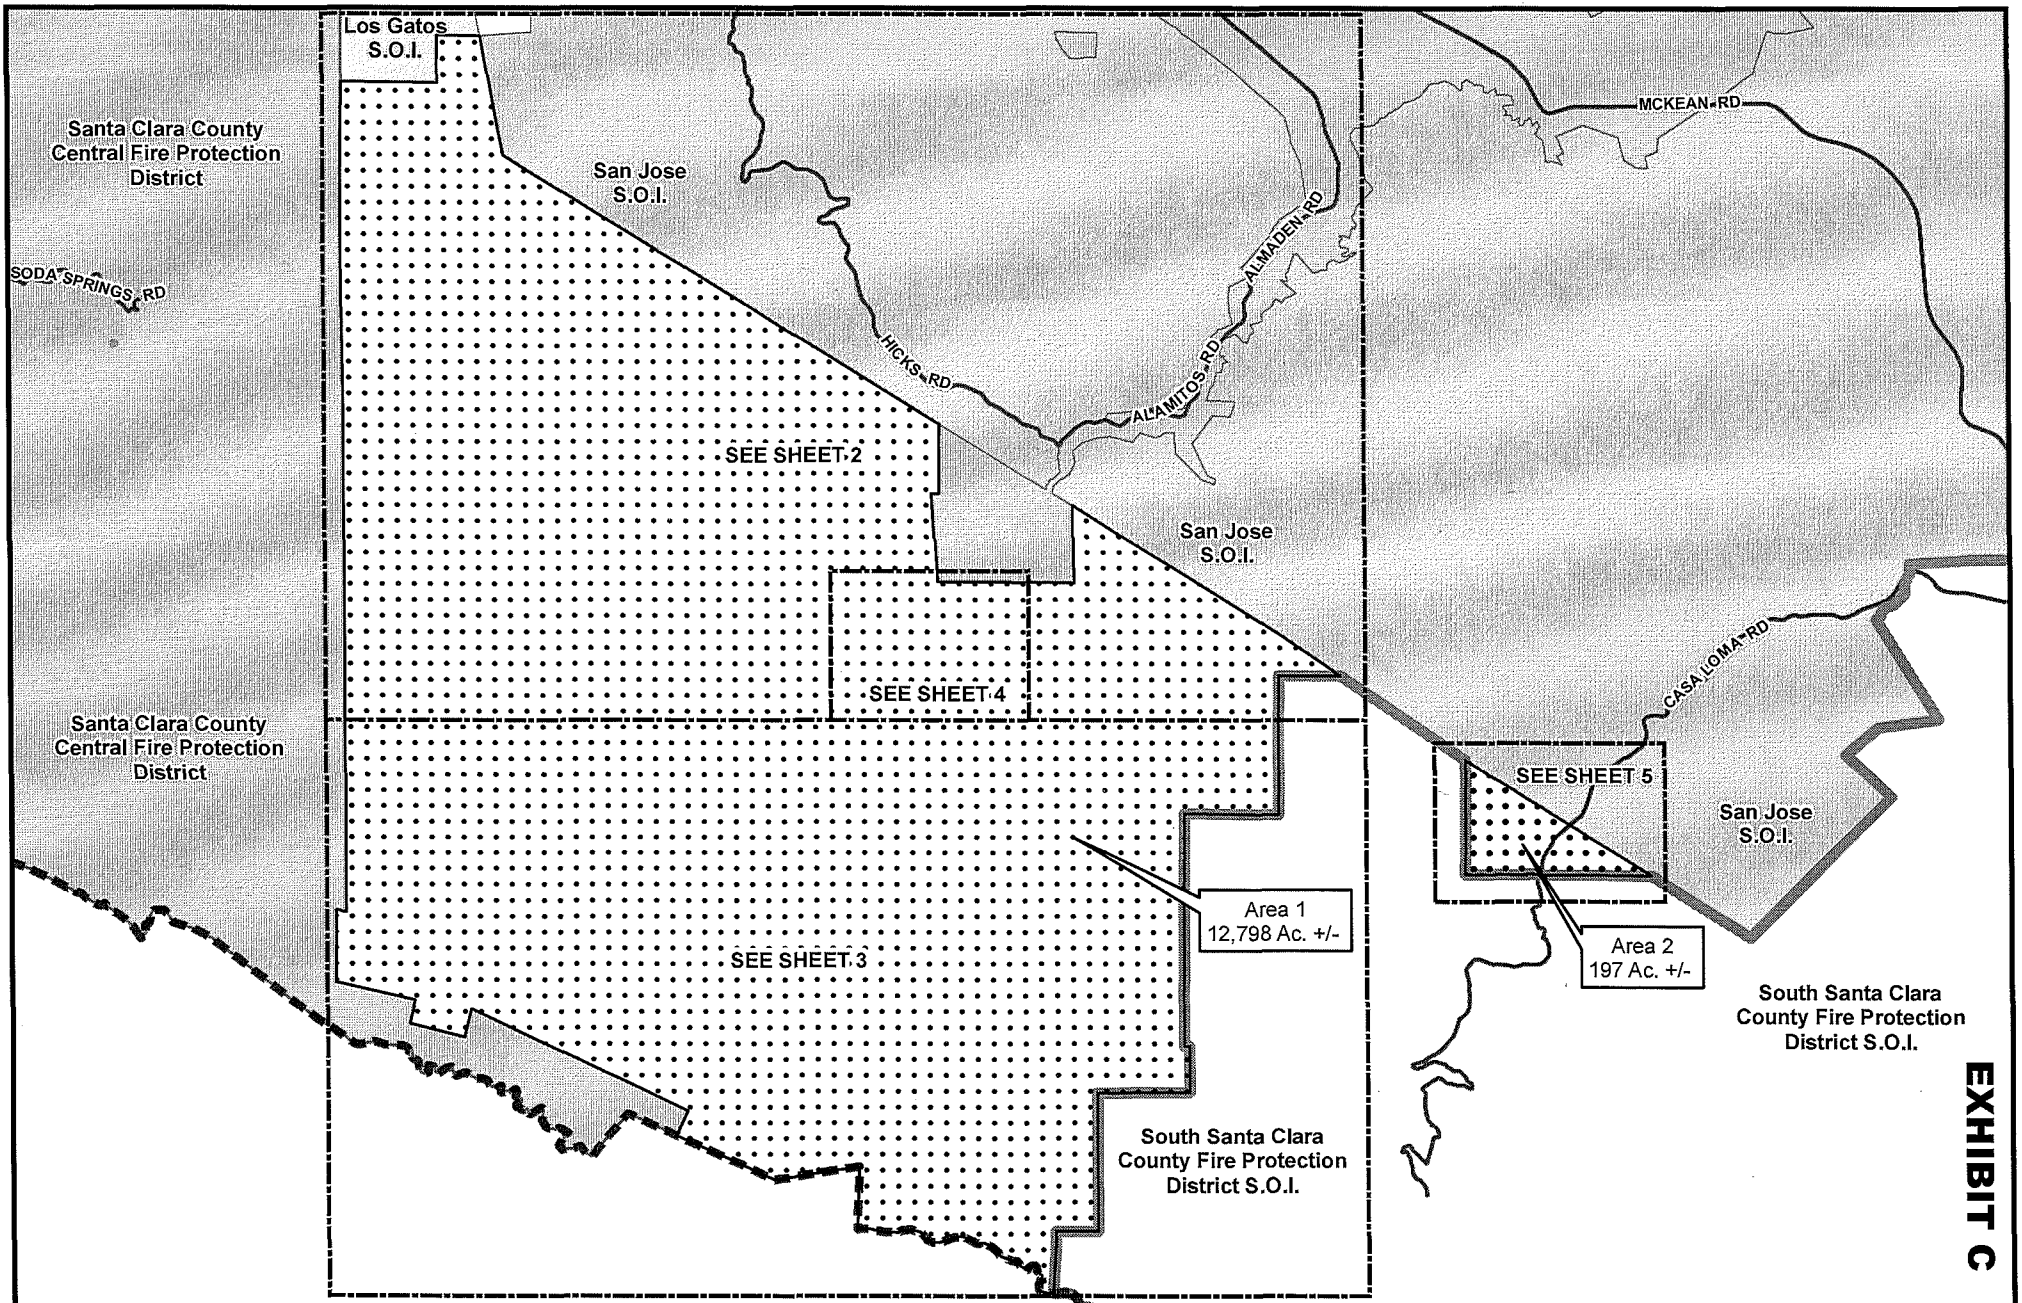 Los Gatos
S.O.I.
Santa Clara County
Central Fire Protection
District
San Jose
S.O.I.
MCKEAN RD
SODA SPRINGS RD
ALMADEN RD
HICKS RD
ALAMITOS RD
SEE SHEET 2
San Jose
S.O.I.
SEE SHEET 4
CASA LOMA RD
Santa Clara County
Central Fire Protection
District
SEE SHEET 5
San Jose
S.O.I.
Area 1
12,798 Ac. +/-
SEE SHEET 3
Area 2
197 Ac. +/-
South Santa Clara
County Fire Protection
District S.O.I.
South Santa Clara
County Fire Protection
District S.O.I.
EXHIBIT C